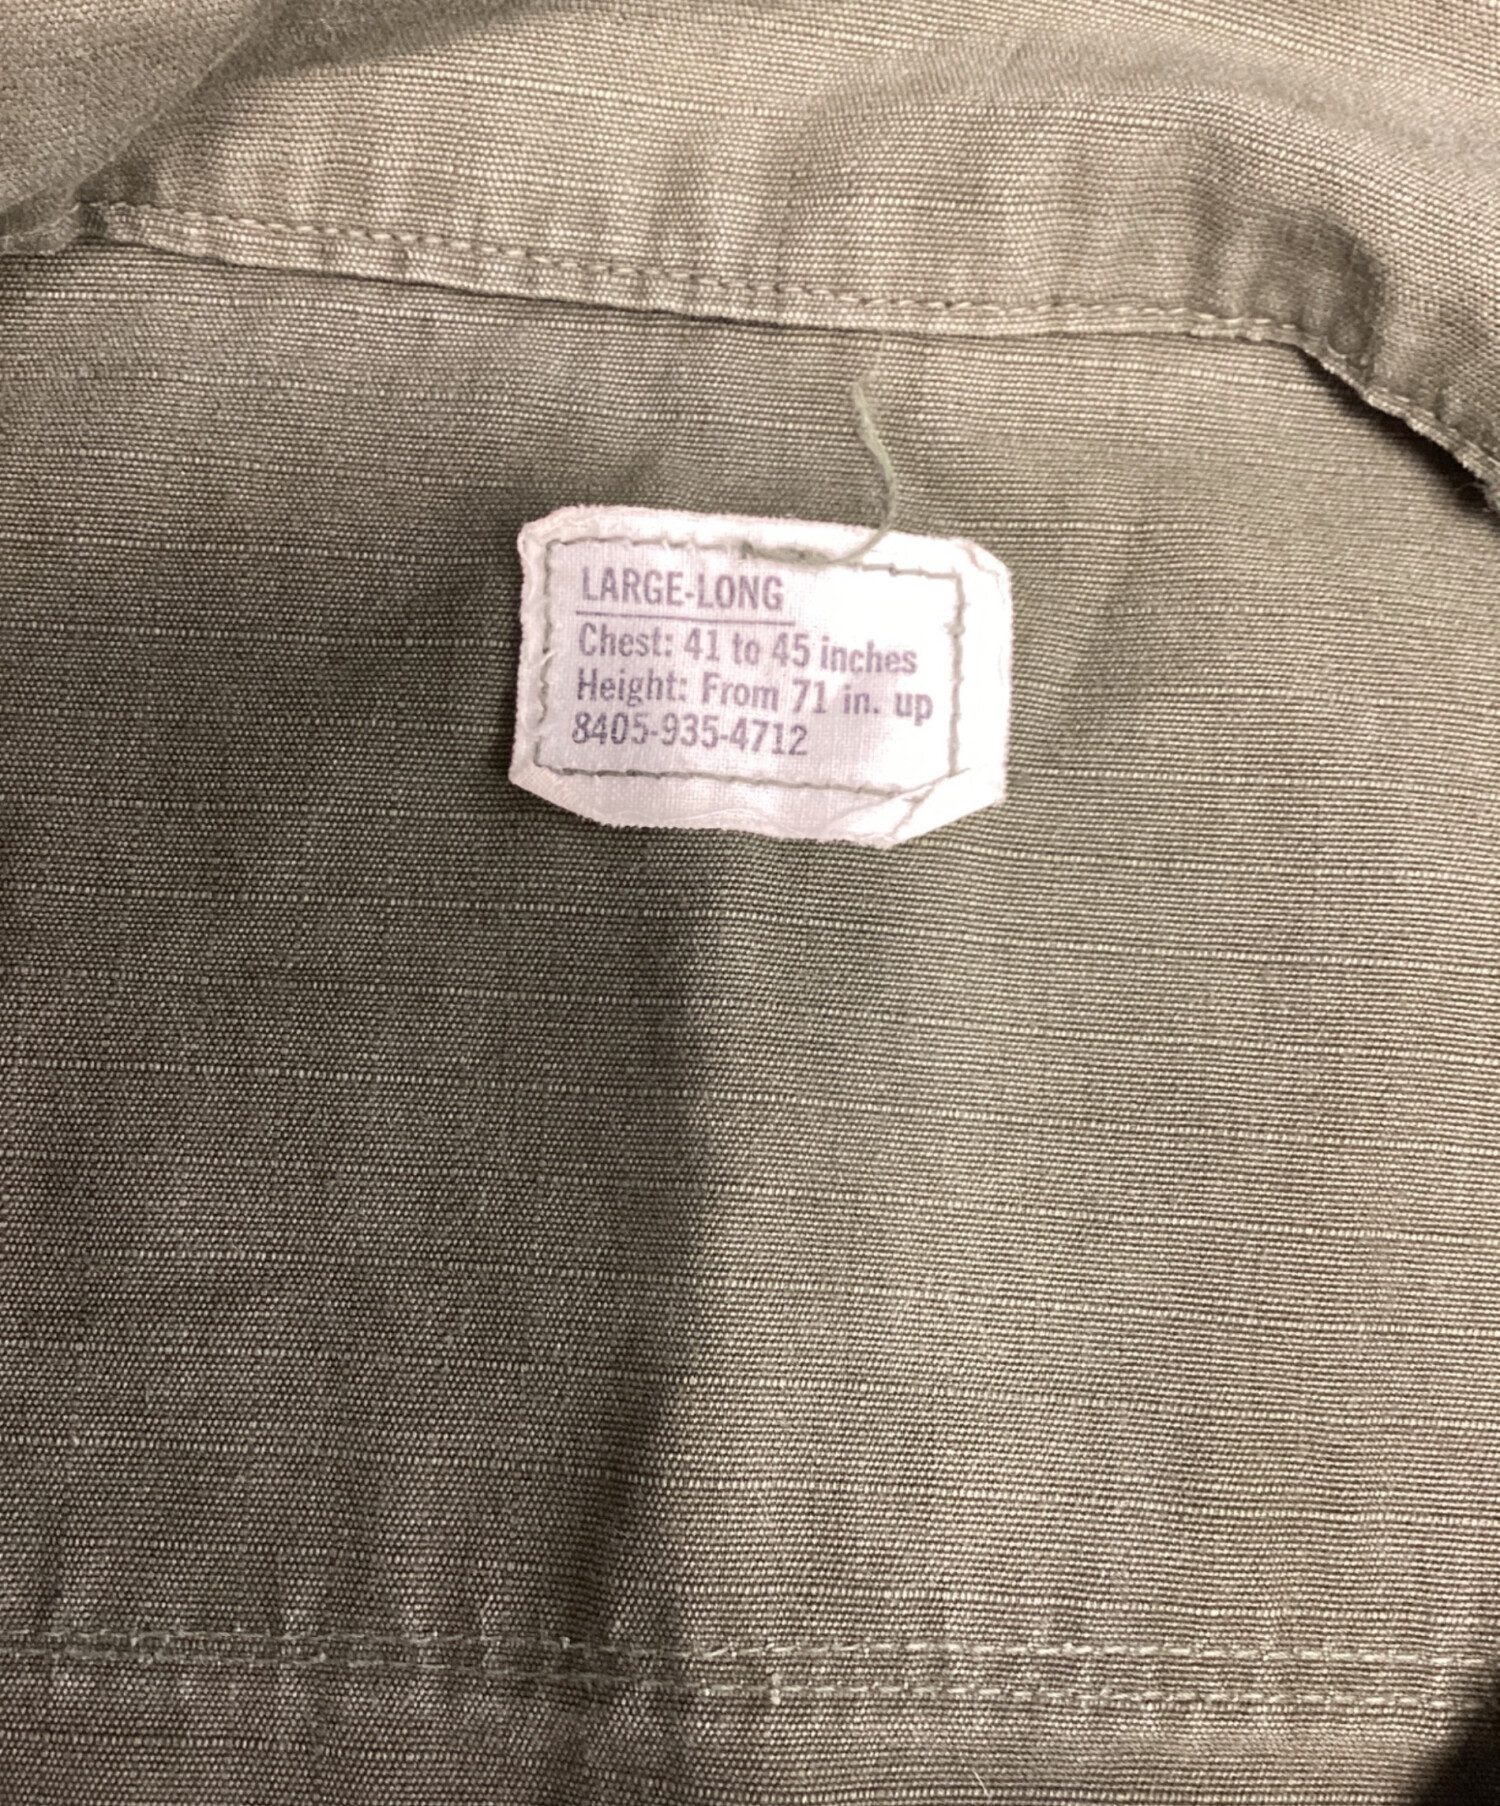 LARGE-LONG
Chest: 41 to 45 inches
Height: From 71 in. up
8405-935-4712